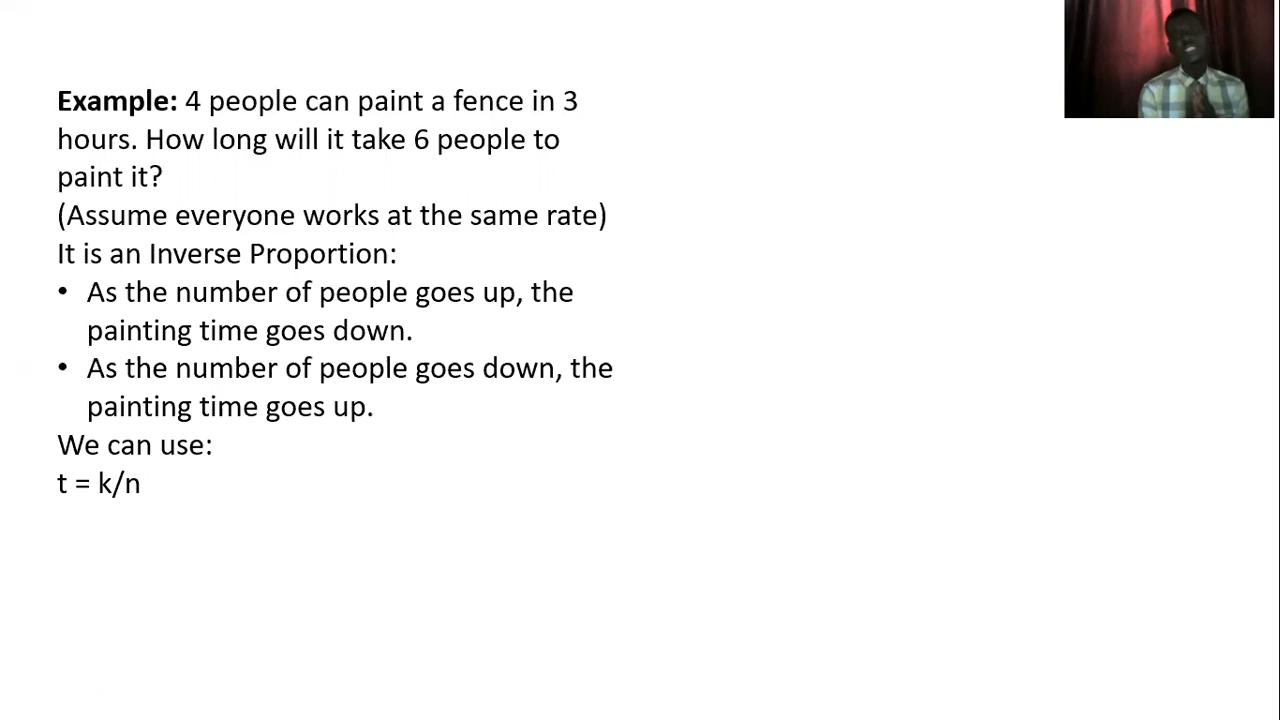 Example: 4 people can paint a fence in 3
hours. How long will it take 6 people to
paint it?
(Assume everyone works at the same rate)
It is an Inverse Proportion:
• As the number of people goes up, the
painting time goes down.
• As the number of people goes down, the
painting time goes up.
We can use:
t = k/n